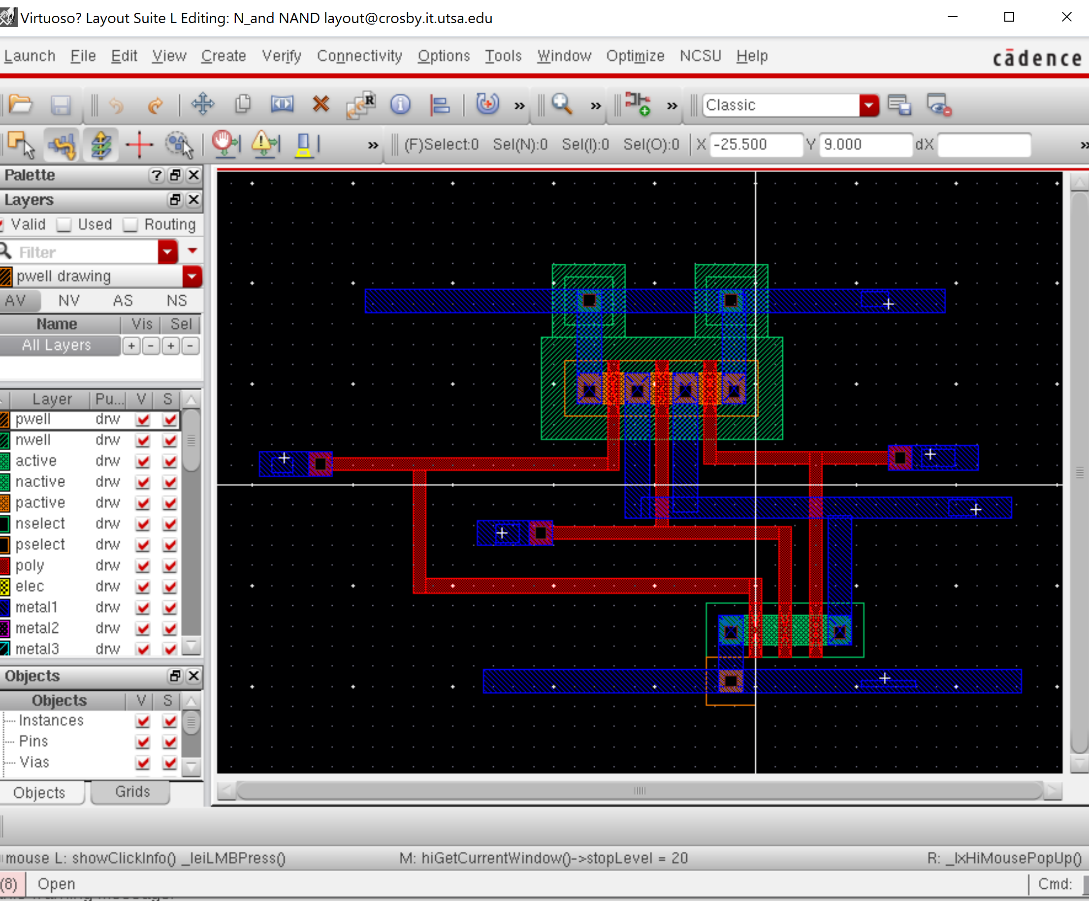 Virtuoso? Layout Suite L Editing: N_and NAND layout@crosby.it.utsa.edu
Launch File Edit View Create Verify Connectivity Options Tools Window Optimize NCSU Help
cādence
R Classic
(F)Select:0 Sel(N):0 Sel(I):0 Sel(O):0 X -25.500 Y 9.000 dX
Palette
Layers
Valid Used Routing
Filter
pwell drawing
AV NV AS NS
Name Vis Sel
All Layers + - + -
Layer Pu... V S
pwell drw
nwell drw
active drw
nactive drw
pactive drw
nselect drw
pselect drw
poly drw
elec drw
metal1 drw
metal2 drw
metal3 drw
Objects
Objects V S
Instances
Pins
Vias
Objects Grids
mouse L: showClickInfo() _leiLMBPress() M: hiGetCurrentWindow()->stopLevel = 20 R: _lxHiMousePopUp()
(8) Open Cmd: